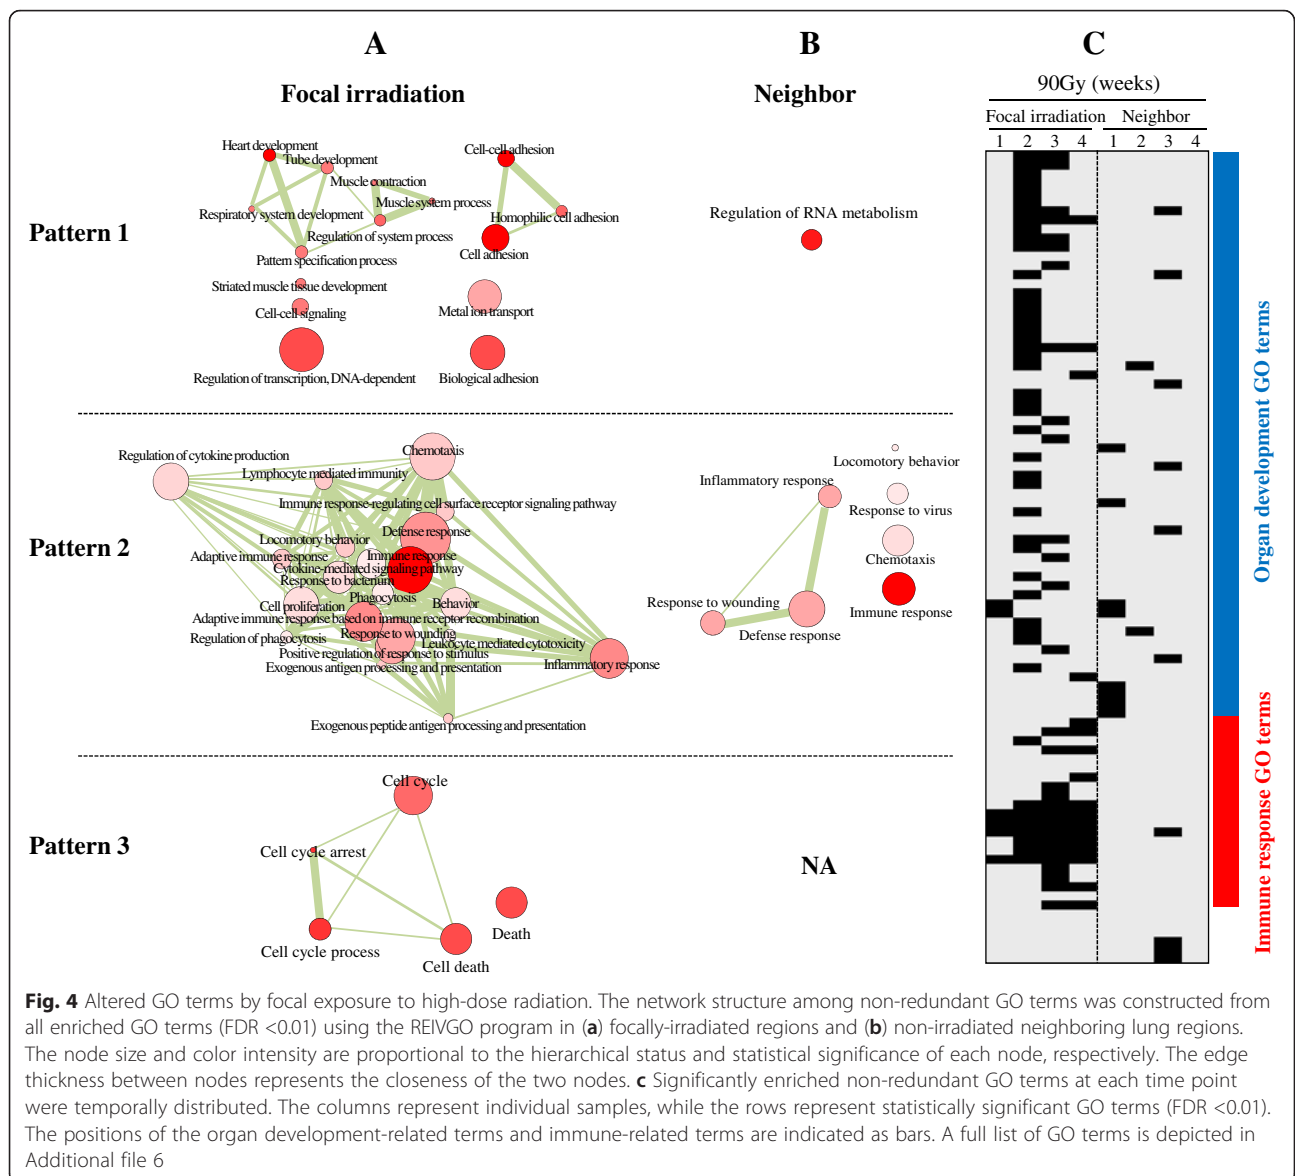 A
B
C
Focal irradiation
Neighbor
90Gy (weeks)
Focal irradiation Neighbor
1 2 3 4 1 2 3 4
Pattern 1
Heart development
Tube development
Muscle contraction
Muscle system process
Respiratory system development
Regulation of system process
Pattern specification process
Striated muscle tissue development
Cell-cell signaling
Regulation of transcription, DNA-dependent
Cell-cell adhesion
Homophilic cell adhesion
Cell adhesion
Metal ion transport
Biological adhesion
Regulation of RNA metabolism
Pattern 2
Regulation of cytokine production
Chemotaxis
Lymphocyte mediated immunity
Immune response-regulating cell surface receptor signaling pathway
Defense response
Locomotory behavior
Adaptive immune response
Immune response
Cytokine-mediated signaling pathway
Response to bacterium
Phagocytosis
Cell proliferation
Behavior
Adaptive immune response based on immune receptor recombination
Regulation of phagocytosis
Response to wounding
Leukocyte mediated cytotoxicity
Positive regulation of response to stimulus
Exogenous antigen processing and presentation
Inflammatory response
Exogenous peptide antigen processing and presentation
Locomotory behavior
Inflammatory response
Response to virus
Chemotaxis
Response to wounding
Defense response
Immune response
Pattern 3
Cell cycle
Cell cycle arrest
Cell cycle process
Cell death
Death
NA
Organ development GO terms
Immune response GO terms
Fig. 4 Altered GO terms by focal exposure to high-dose radiation. The network structure among non-redundant GO terms was constructed from
all enriched GO terms (FDR <0.01) using the REIVGO program in (a) focally-irradiated regions and (b) non-irradiated neighboring lung regions.
The node size and color intensity are proportional to the hierarchical status and statistical significance of each node, respectively. The edge
thickness between nodes represents the closeness of the two nodes. c Significantly enriched non-redundant GO terms at each time point
were temporally distributed. The columns represent individual samples, while the rows represent statistically significant GO terms (FDR <0.01).
The positions of the organ development-related terms and immune-related terms are indicated as bars. A full list of GO terms is depicted in
Additional file 6